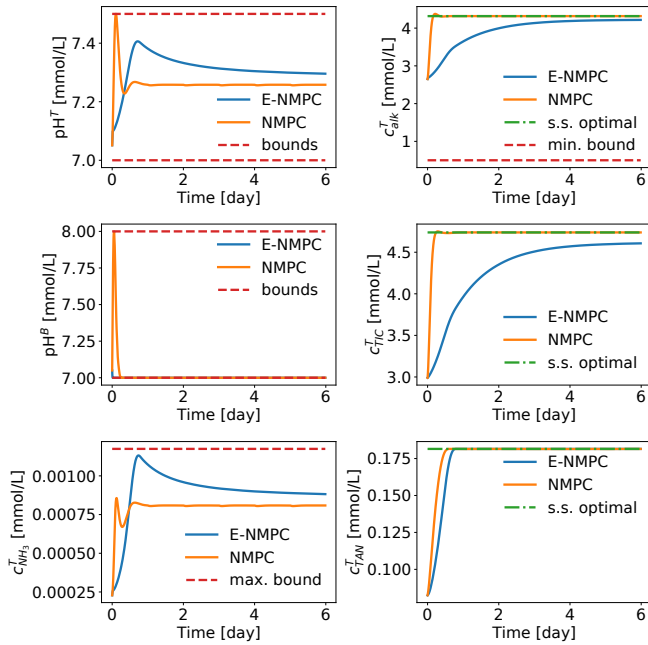 7.4
7.2
7.0
pH^T [mmol/L]
E-NMPC
NMPC
bounds
0 2 4 6
Time [day]
4
3
2
1
c^T_alk [mmol/L]
E-NMPC
NMPC
s.s. optimal
min. bound
0 2 4 6
Time [day]
8.00
7.75
7.50
7.25
7.00
pH^B [mmol/L]
E-NMPC
NMPC
bounds
0 2 4 6
Time [day]
4.5
4.0
3.5
3.0
c^T_TIC [mmol/L]
E-NMPC
NMPC
s.s. optimal
0 2 4 6
Time [day]
0.00100
0.00075
0.00050
0.00025
c^T_NH₃ [mmol/L]
E-NMPC
NMPC
max. bound
0 2 4 6
Time [day]
0.175
0.150
0.125
0.100
c^T_TAN [mmol/L]
E-NMPC
NMPC
s.s. optimal
0 2 4 6
Time [day]